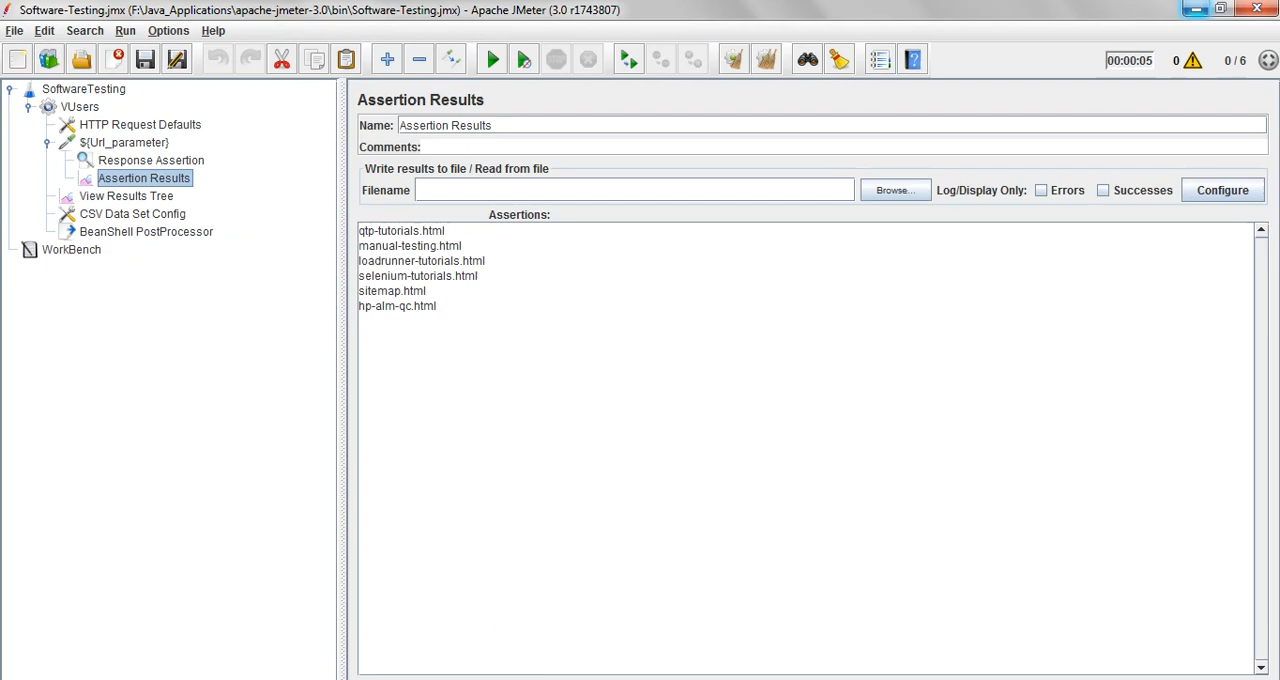 Software-Testing.jmx (F:\Java_Applications\apache-jmeter-3.0\bin\Software-Testing.jmx) - Apache JMeter (3.0 r1743807)
File Edit Search Run Options Help
00:00:05 0 0 / 6
SoftwareTesting
VUsers
HTTP Request Defaults
${Url_parameter}
Response Assertion
Assertion Results
View Results Tree
CSV Data Set Config
BeanShell PostProcessor
WorkBench
Assertion Results
Name: Assertion Results
Comments:
Write results to file / Read from file
Filename Browse... Log/Display Only: Errors Successes Configure
Assertions:
qtp-tutorials.html
manual-testing.html
loadrunner-tutorials.html
selenium-tutorials.html
sitemap.html
hp-alm-qc.html